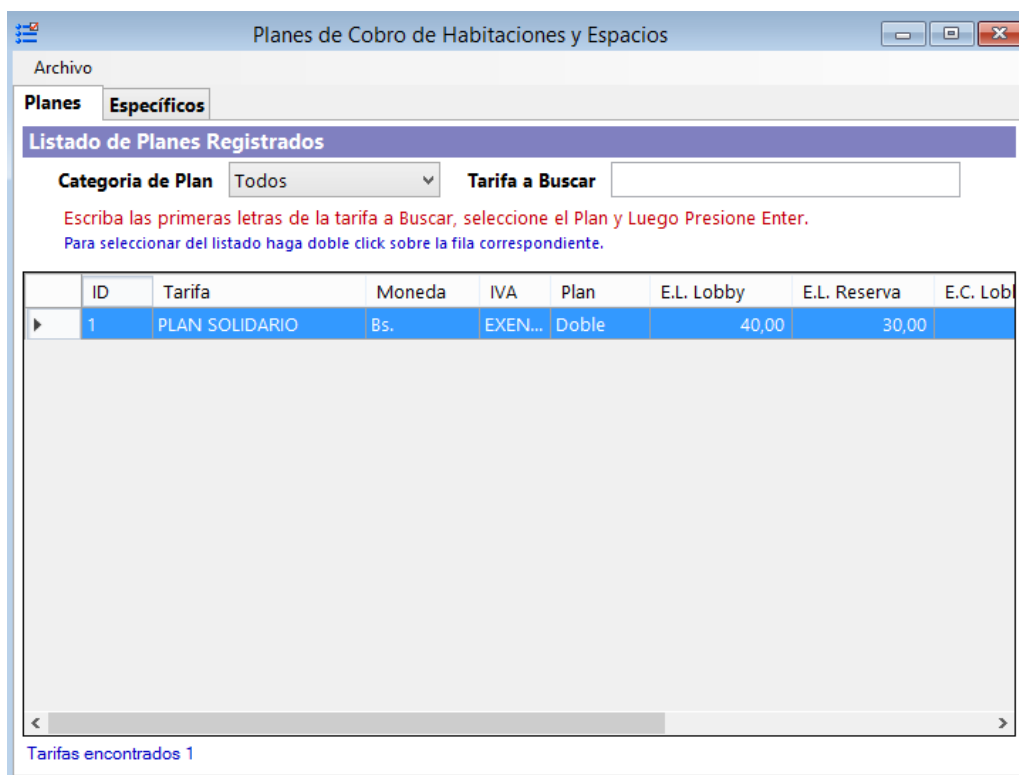 Planes de Cobro de Habitaciones y Espacios
Archivo
Planes Específicos
Listado de Planes Registrados
Categoria de Plan Todos Tarifa a Buscar
Escriba las primeras letras de la tarifa a Buscar, seleccione el Plan y Luego Presione Enter.
Para seleccionar del listado haga doble click sobre la fila correspondiente.
ID Tarifa Moneda IVA Plan E.L. Lobby E.L. Reserva E.C. Lobl
1 PLAN SOLIDARIO Bs. EXEN... Doble 40,00 30,00
Tarifas encontrados 1